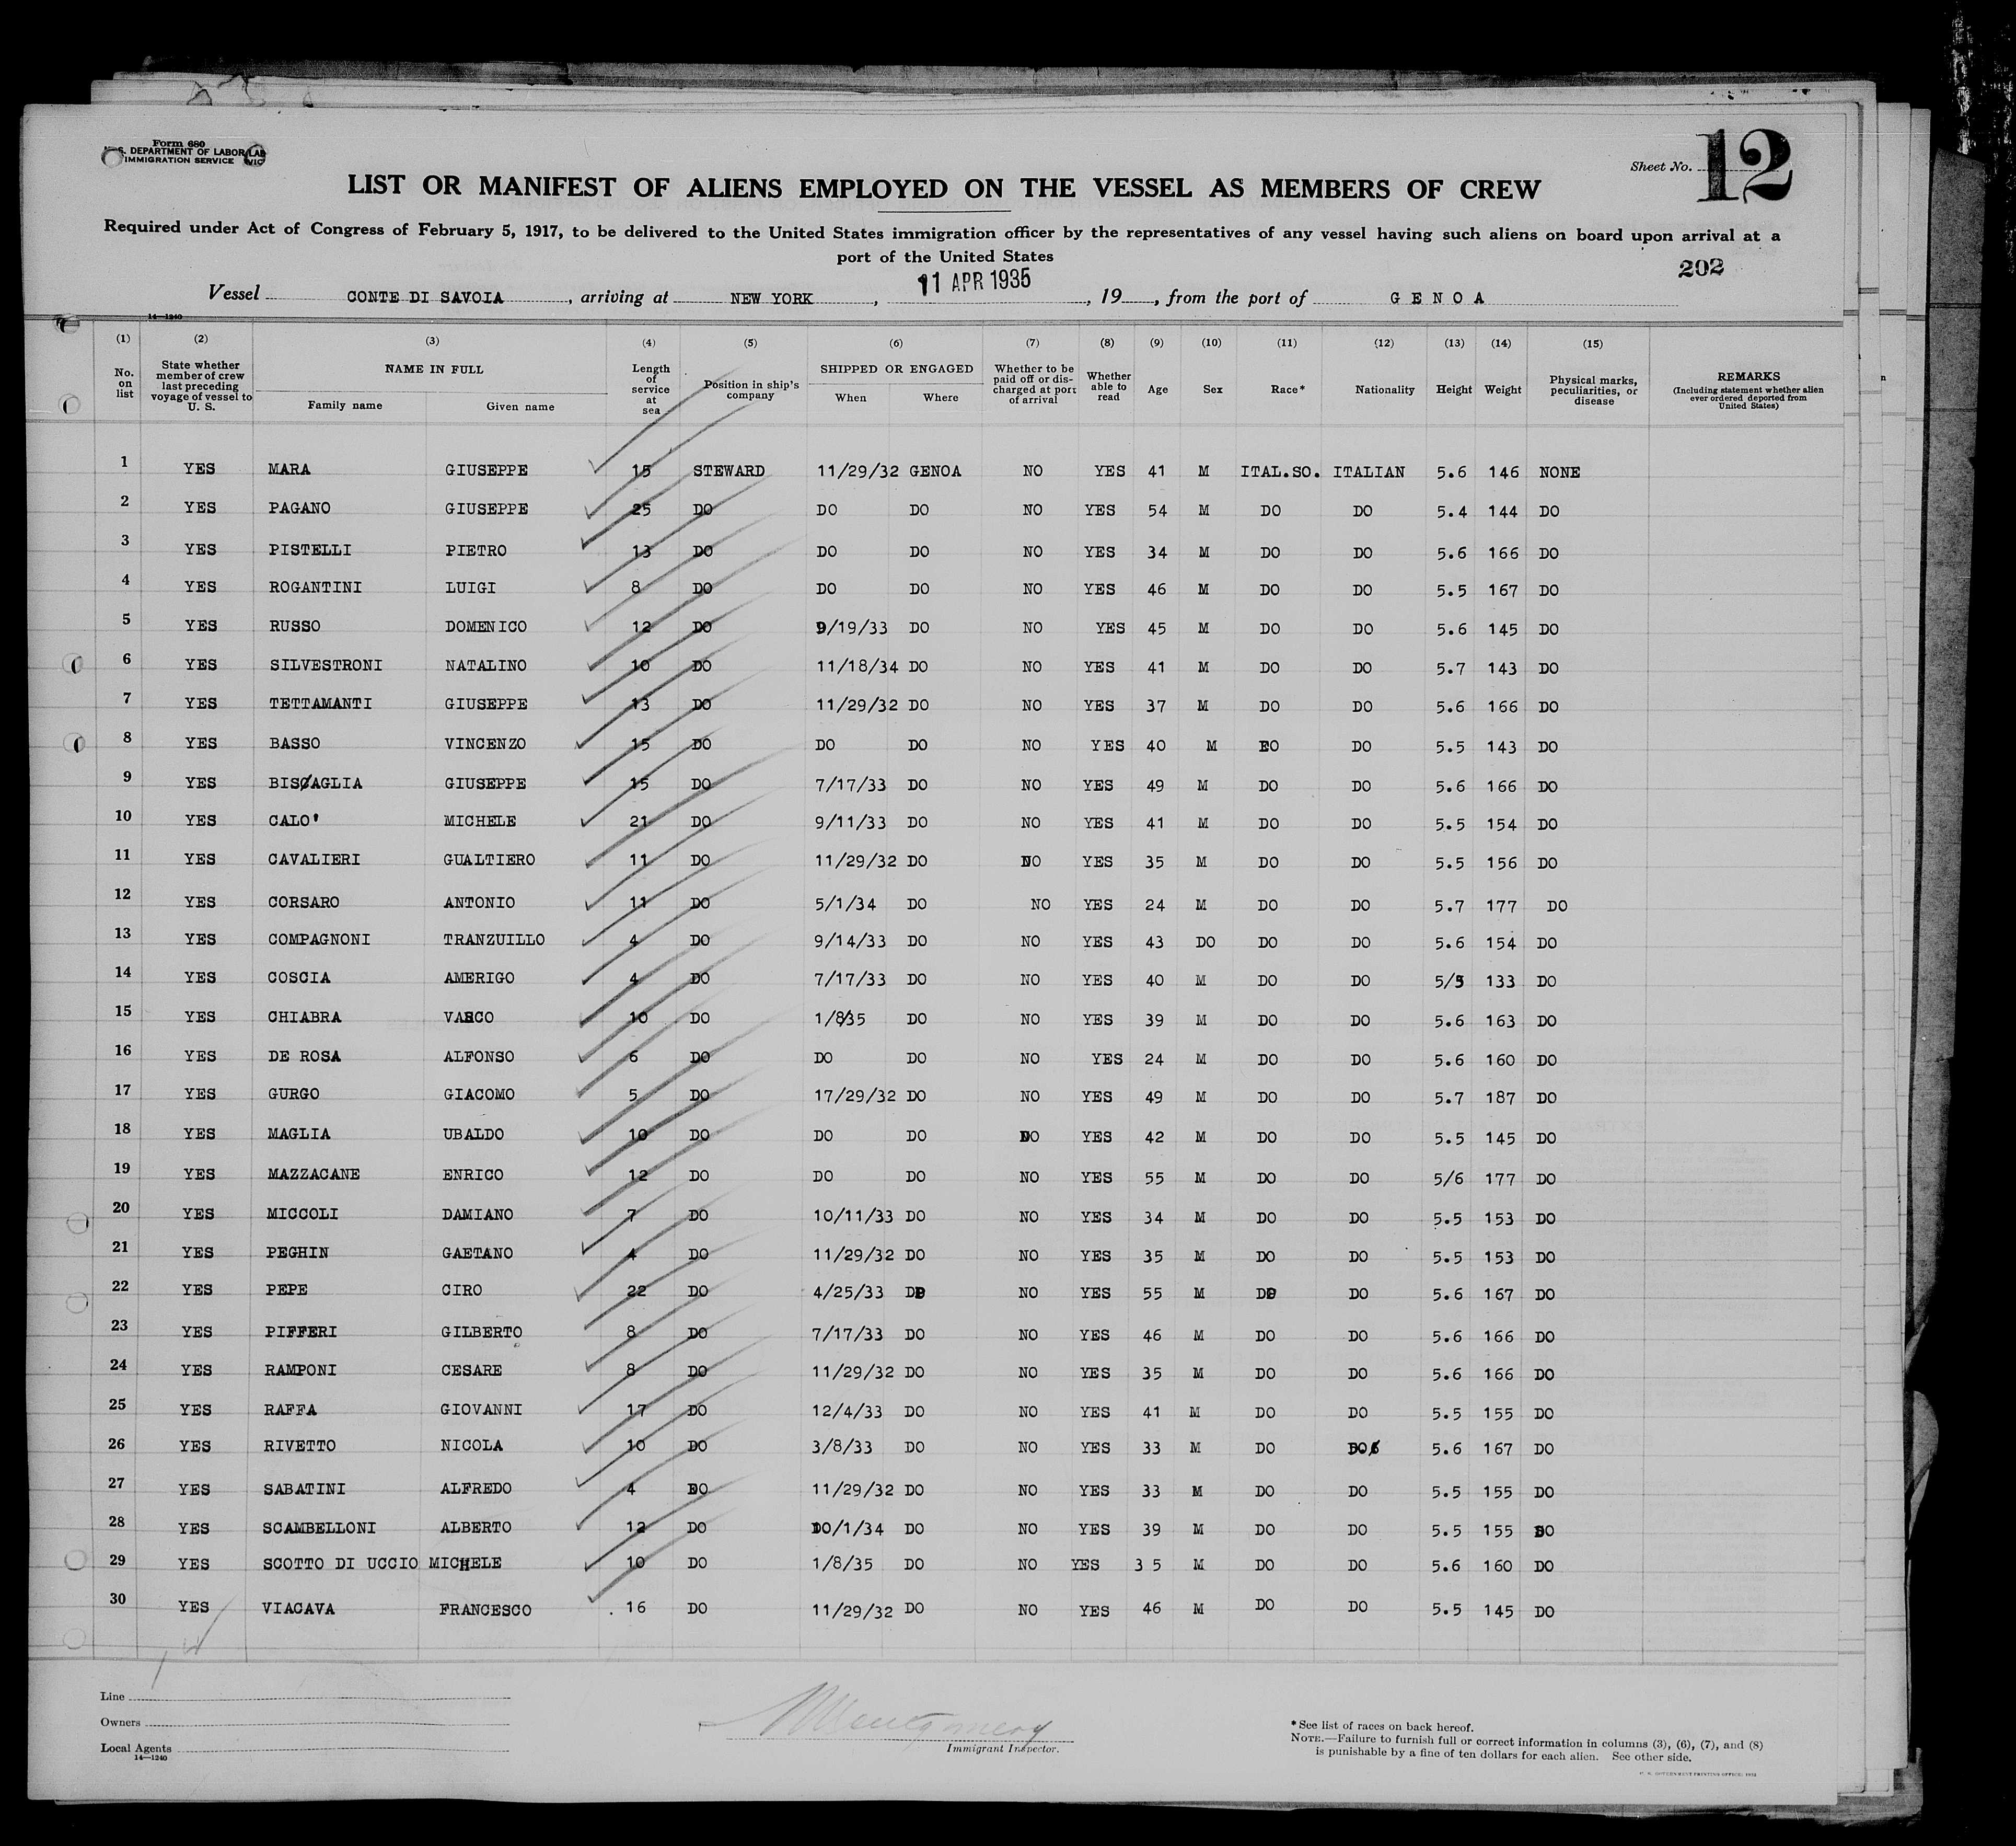 Form 680
U. S. DEPARTMENT OF LABOR
IMMIGRATION SERVICE
Sheet No. 12
LIST OR MANIFEST OF ALIENS EMPLOYED ON THE VESSEL AS MEMBERS OF CREW
Required under Act of Congress of February 5, 1917, to be delivered to the United States immigration officer by the representatives of any vessel having such aliens on board upon arrival at a
port of the United States
202
Vessel CONTE DI SAVOIA, arriving at NEW YORK, 11 APR 1935, 19, from the port of GENOA
14—1240
(1) (2) (3) (4) (5) (6) (7) (8) (9) (10) (11) (12) (13) (14) (15)
No. on list State whether member of crew last preceding voyage of vessel to U. S. NAME IN FULL Family name Given name Length of service at sea Position in ship's company SHIPPED OR ENGAGED When Where Whether to be paid off or discharged at port of arrival Whether able to read Age Sex Race* Nationality Height Weight Physical marks, peculiarities, or disease REMARKS (Including statement whether alien ever ordered deported from United States)
1 YES MARA GIUSEPPE 15 STEWARD 11/29/32 GENOA NO YES 41 M ITAL.SO. ITALIAN 5.6 146 NONE
2 YES PAGANO GIUSEPPE 25 DO DO DO NO YES 54 M DO DO 5.4 144 DO
3 YES PISTELLI PIETRO 13 DO DO DO NO YES 34 M DO DO 5.6 166 DO
4 YES ROGANTINI LUIGI 8 DO DO DO NO YES 46 M DO DO 5.5 167 DO
5 YES RUSSO DOMENICO 12 DO 9/19/33 DO NO YES 45 M DO DO 5.6 145 DO
6 YES SILVESTRONI NATALINO 10 DO 11/18/34 DO NO YES 41 M DO DO 5.7 143 DO
7 YES TETTAMANTI GIUSEPPE 13 DO 11/29/32 DO NO YES 37 M DO DO 5.6 166 DO
8 YES BASSO VINCENZO 15 DO DO DO NO YES 40 M DO DO 5.5 143 DO
9 YES BISCAGLIA GIUSEPPE 15 DO 7/17/33 DO NO YES 49 M DO DO 5.6 166 DO
10 YES CALO' MICHELE 21 DO 9/11/33 DO NO YES 41 M DO DO 5.5 154 DO
11 YES CAVALIERI GUALTIERO 11 DO 11/29/32 DO NO YES 35 M DO DO 5.5 156 DO
12 YES CORSARO ANTONIO 11 DO 5/1/34 DO NO YES 24 M DO DO 5.7 177 DO
13 YES COMPAGNONI TRANZUILLO 4 DO 9/14/33 DO NO YES 43 DO DO DO 5.6 154 DO
14 YES COSCIA AMERIGO 4 DO 7/17/33 DO NO YES 40 M DO DO 5/5 133 DO
15 YES CHIABRA VASCO 10 DO 1/8/35 DO NO YES 39 M DO DO 5.6 163 DO
16 YES DE ROSA ALFONSO 6 DO DO DO NO YES 24 M DO DO 5.6 160 DO
17 YES GURGO GIACOMO 5 DO 17/29/32 DO NO YES 49 M DO DO 5.7 187 DO
18 YES MAGLIA UBALDO 10 DO DO DO NO YES 42 M DO DO 5.5 145 DO
19 YES MAZZACANE ENRICO 12 DO DO DO NO YES 55 M DO DO 5/6 177 DO
20 YES MICCOLI DAMIANO 7 DO 10/11/33 DO NO YES 34 M DO DO 5.5 153 DO
21 YES PEGHIN GAETANO 4 DO 11/29/32 DO NO YES 35 M DO DO 5.5 153 DO
22 YES PEPE CIRO 22 DO 4/25/33 DO NO YES 55 M DO DO 5.6 167 DO
23 YES PIFFERI GILBERTO 8 DO 7/17/33 DO NO YES 46 M DO DO 5.6 166 DO
24 YES RAMPONI CESARE 8 DO 11/29/32 DO NO YES 35 M DO DO 5.6 166 DO
25 YES RAFFA GIOVANNI 17 DO 12/4/33 DO NO YES 41 M DO DO 5.5 155 DO
26 YES RIVETTO NICOLA 10 DO 3/8/33 DO NO YES 33 M DO DO 5.6 167 DO
27 YES SABATINI ALFREDO 4 DO 11/29/32 DO NO YES 33 M DO DO 5.5 155 DO
28 YES SCAMBELLONI ALBERTO 12 DO 10/1/34 DO NO YES 39 M DO DO 5.5 155 DO
29 YES SCOTTO DI UCCIO MICHELE 10 DO 1/8/35 DO NO YES 3 5 M DO DO 5.6 160 DO
30 YES VIACAVA FRANCESCO 16 DO 11/29/32 DO NO YES 46 M DO DO 5.5 145 DO
Line
Owners
Local Agents
14—1240
Montgomery
Immigrant Inspector.
*See list of races on back hereof.
NOTE.—Failure to furnish full or correct information in columns (3), (6), (7), and (8)
is punishable by a fine of ten dollars for each alien. See other side.